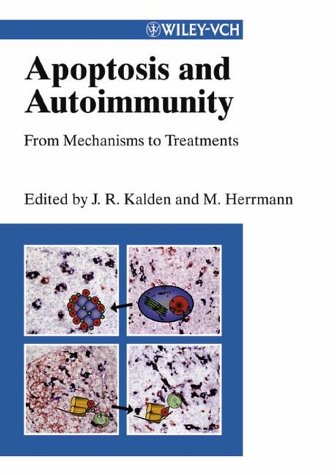 WILEY-VCH
Apoptosis and
Autoimmunity
From Mechanisms to Treatments
Edited by J. R. Kalden and M. Herrmann